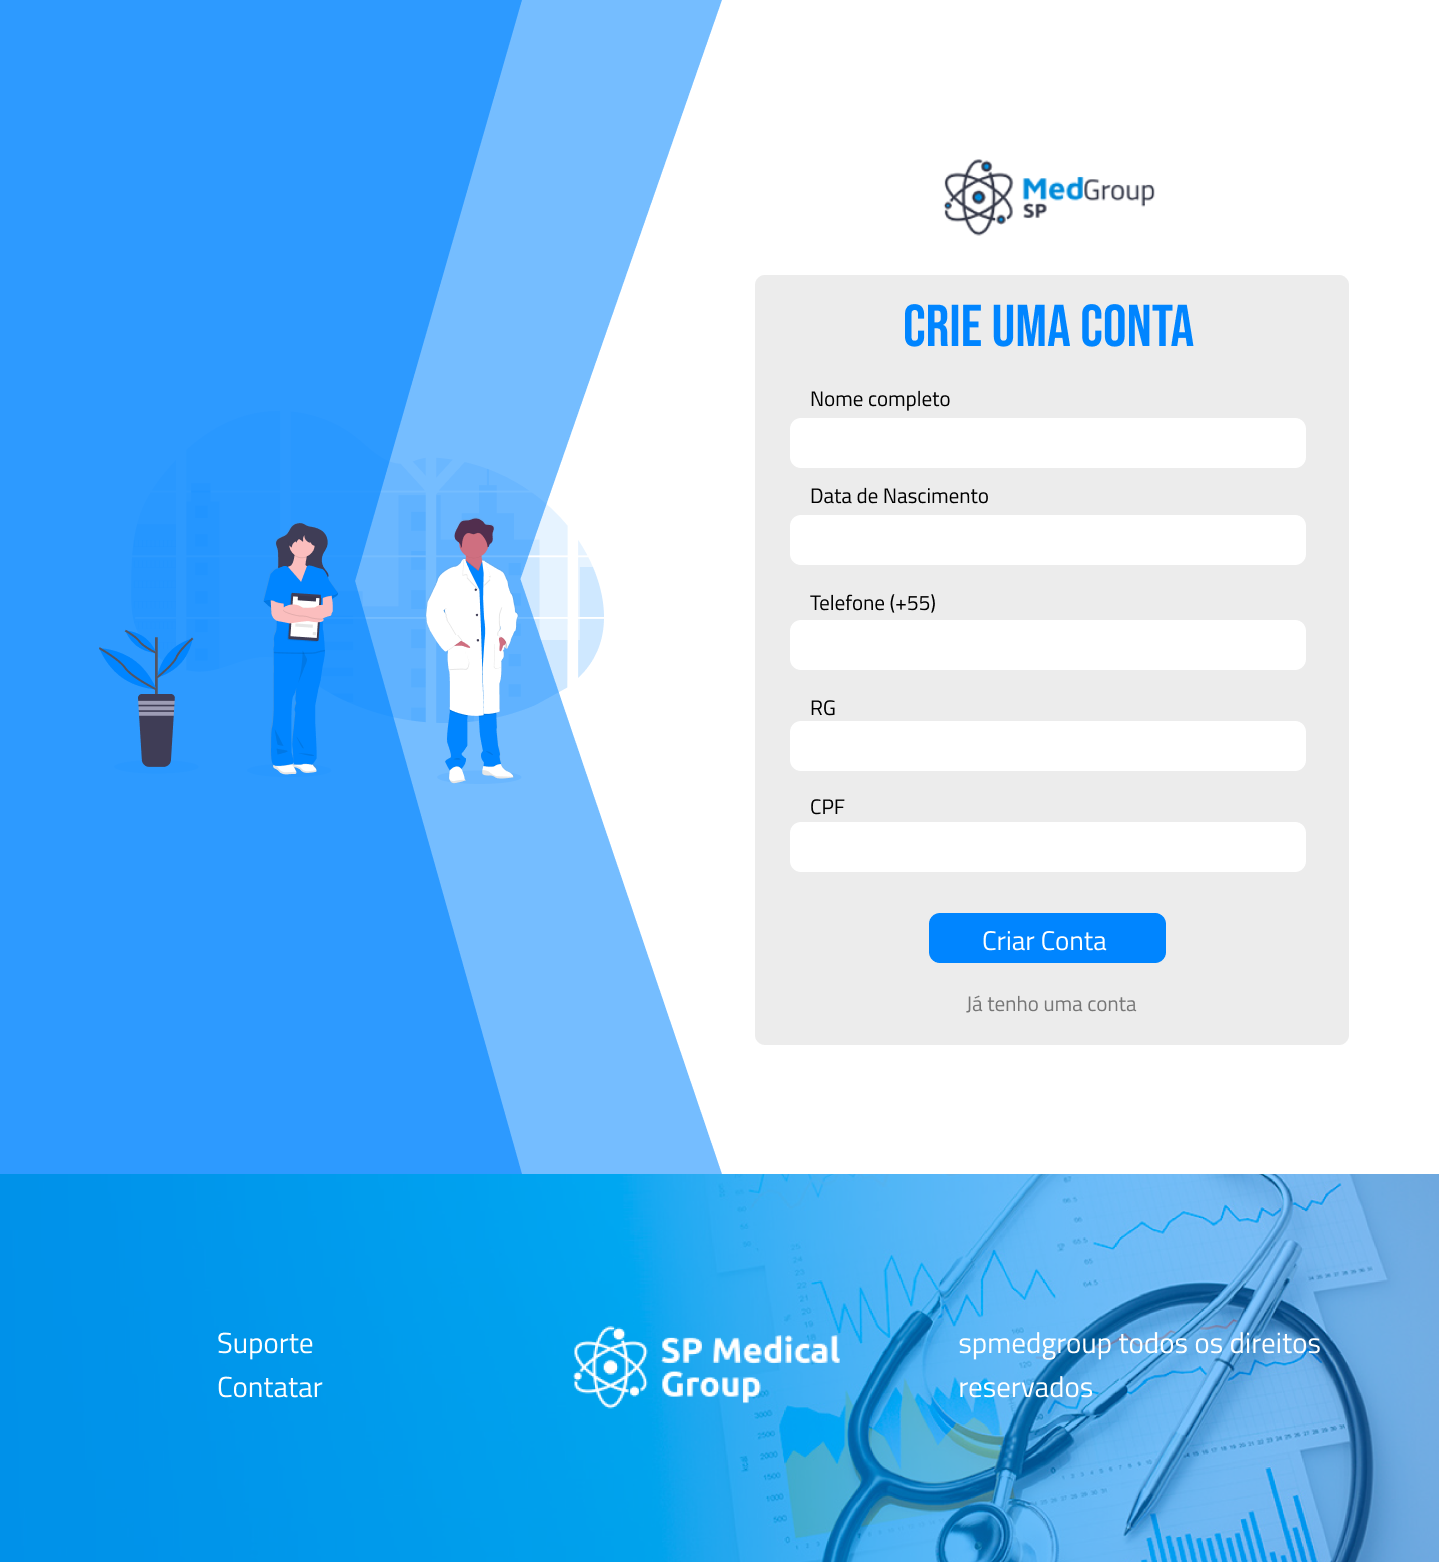 MedGroup
SP
CRIE UMA CONTA
Nome completo
Data de Nascimento
Telefone (+55)
RG
CPF
Criar Conta
Já tenho uma conta
Suporte
Contatar
SP Medical
Group
spmedgroup todos os direitos
reservados